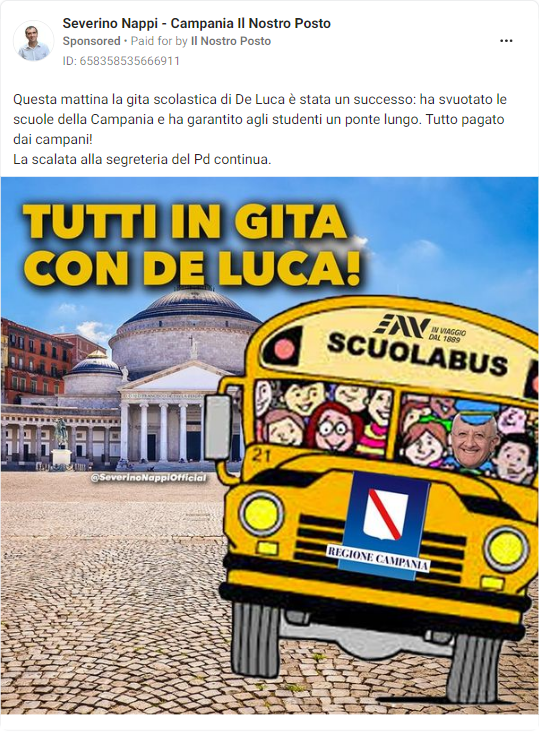 Severino Nappi - Campania Il Nostro Posto
Sponsored • Paid for by Il Nostro Posto
ID: 658358535666911
Questa mattina la gita scolastica di De Luca è stata un successo: ha svuotato le
scuole della Campania e ha garantito agli studenti un ponte lungo. Tutto pagato
dai campani!
La scalata alla segreteria del Pd continua.
TUTTI IN GITA
CON DE LUCA!
EAV IN VIAGGIO
DAL 1889
SCUOLABUS
21
@SeverinoNappiOfficial
REGIONE CAMPANIA